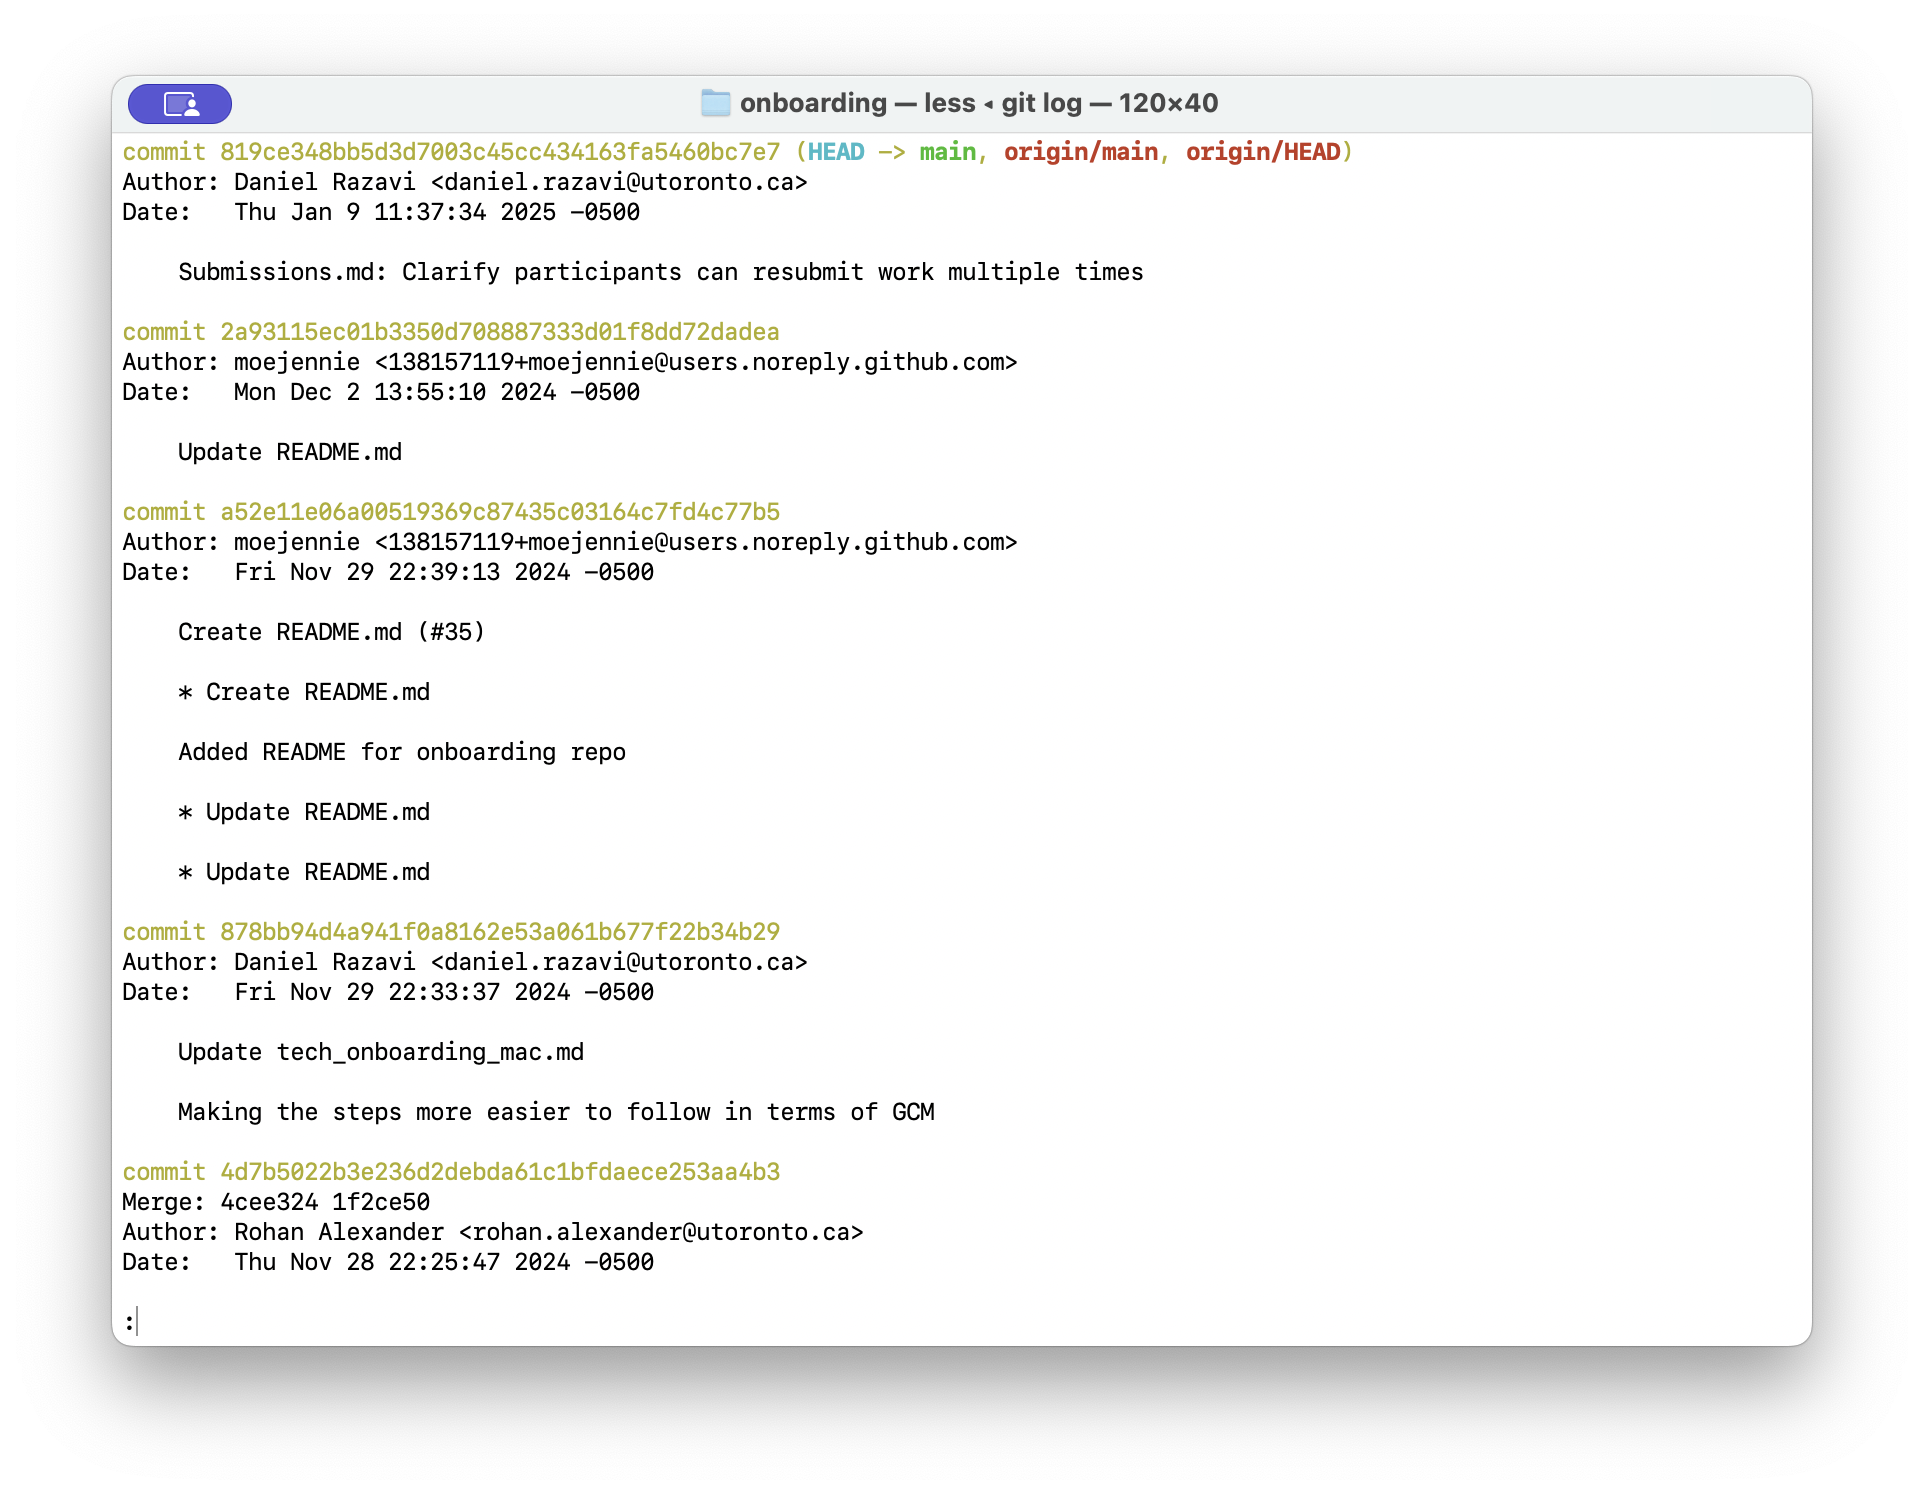 onboarding — less ◂ git log — 120×40
commit 819ce348bb5d3d7003c45cc434163fa5460bc7e7 (HEAD -> main, origin/main, origin/HEAD)
Author: Daniel Razavi <daniel.razavi@utoronto.ca>
Date:   Thu Jan 9 11:37:34 2025 -0500
    Submissions.md: Clarify participants can resubmit work multiple times
commit 2a93115ec01b3350d708887333d01f8dd72dadea
Author: moejennie <138157119+moejennie@users.noreply.github.com>
Date:   Mon Dec 2 13:55:10 2024 -0500
    Update README.md
commit a52e11e06a00519369c87435c03164c7fd4c77b5
Author: moejennie <138157119+moejennie@users.noreply.github.com>
Date:   Fri Nov 29 22:39:13 2024 -0500
    Create README.md (#35)
    * Create README.md
    Added README for onboarding repo
    * Update README.md
    * Update README.md
commit 878bb94d4a941f0a8162e53a061b677f22b34b29
Author: Daniel Razavi <daniel.razavi@utoronto.ca>
Date:   Fri Nov 29 22:33:37 2024 -0500
    Update tech_onboarding_mac.md
    Making the steps more easier to follow in terms of GCM
commit 4d7b5022b3e236d2debda61c1bfdaece253aa4b3
Merge: 4cee324 1f2ce50
Author: Rohan Alexander <rohan.alexander@utoronto.ca>
Date:   Thu Nov 28 22:25:47 2024 -0500
: